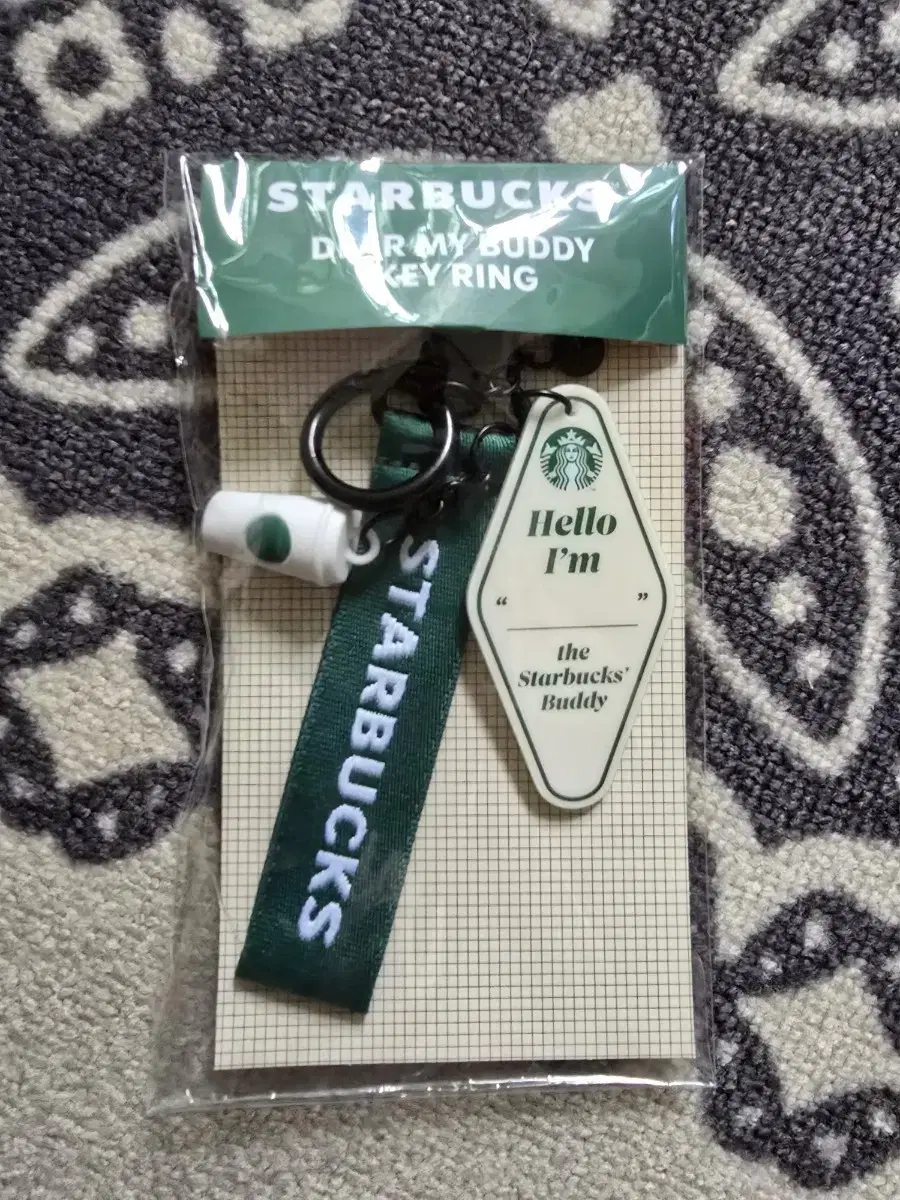 STARBUCKS
DEAR MY BUDDY
KEY RING
Hello
I'm
“ ”
the
Starbucks'
Buddy
STARBUCKS